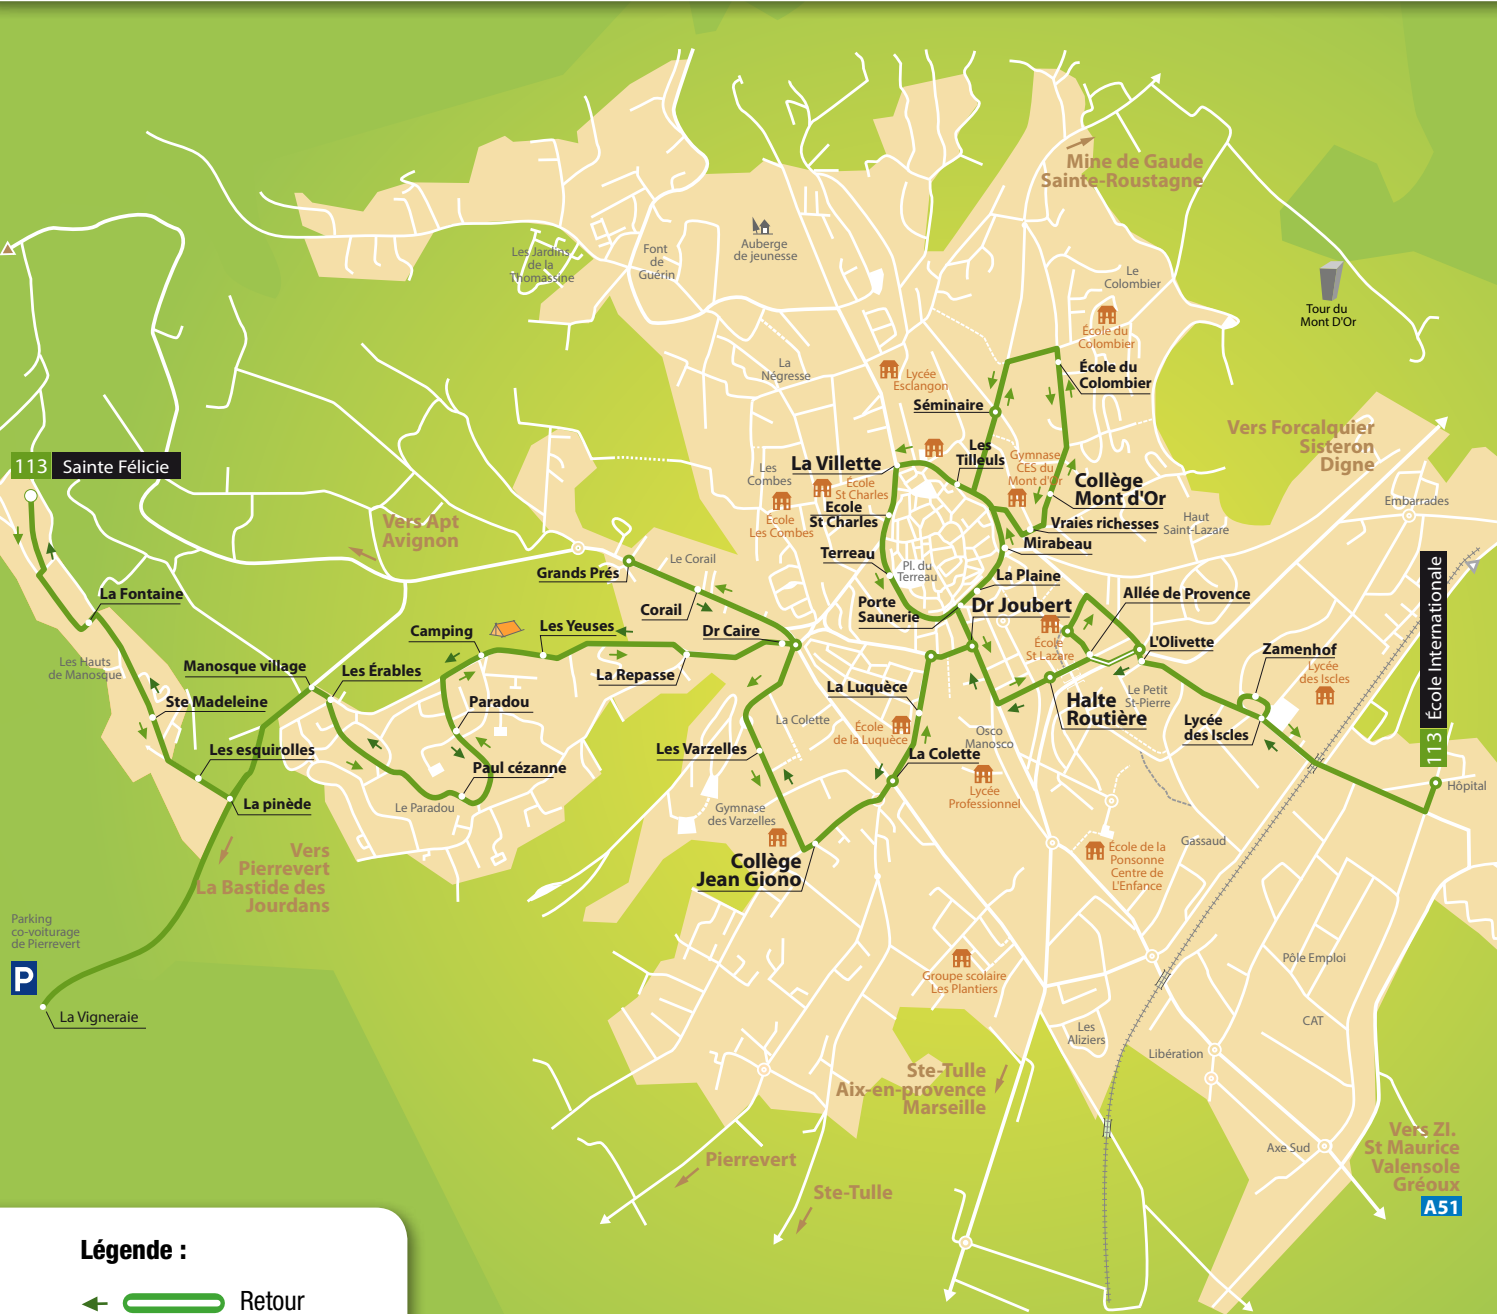 Mine de Gaude
Sainte-Roustagne
Les Jardins
de la
Thomassine
Font
de
Guérin
Auberge
de jeunesse
Le
Colombier
Tour du
Mont D'Or
École du
Colombier
La
Négresse
Lycée
Esclangon
École du
Colombier
Séminaire
Vers Forcalquier
Sisteron
Digne
113 Sainte Félicie
La Villette
Les
Tilleuls
Gymnase
CES du
Mont d'Or
Les
Combes
École
St Charles
Collège
Mont d'Or
École
Les Combes
Ecole
St Charles
Embarrades
Vers Apt
Avignon
Vraies richesses
Haut
Saint-Lazare
Mirabeau
Terreau
Pl. du
Terreau
Le Corail
Grands Prés
La Plaine
La Fontaine
Corail
Porte
Saunerie
Dr Joubert
Allée de Provence
113 École Internationale
Camping
Les Yeuses
Dr Caire
École
St Lazare
L'Olivette
Zamenhof
Les Hauts
de Manosque
Manosque village
Les Érables
La Repasse
Lycée
des Iscles
Ste Madeleine
Paradou
La Luquèce
Halte
Routière
Le Petit
St-Pierre
La Colette
École
de la Luquèce
Osco
Manosco
Lycée
des Iscles
Les esquirolles
Les Varzelles
La Colette
Paul cézanne
Lycée
Professionnel
Hôpital
La pinède
Le Paradou
Gymnase
des Varzelles
Gassaud
Vers
Pierrevert
La Bastide des
Jourdans
Collège
Jean Giono
École de la
Ponsonne
Centre de
L'Enfance
Parking
co-voiturage
de Pierrevert
P
La Vigneraie
Groupe scolaire
Les Plantiers
Pôle Emploi
CAT
Les
Aliziers
Libération
Ste-Tulle
Aix-en-provence
Marseille
Axe Sud
Vers ZI.
St Maurice
Valensole
Gréoux
A51
Pierrevert
Ste-Tulle
Légende :
Retour